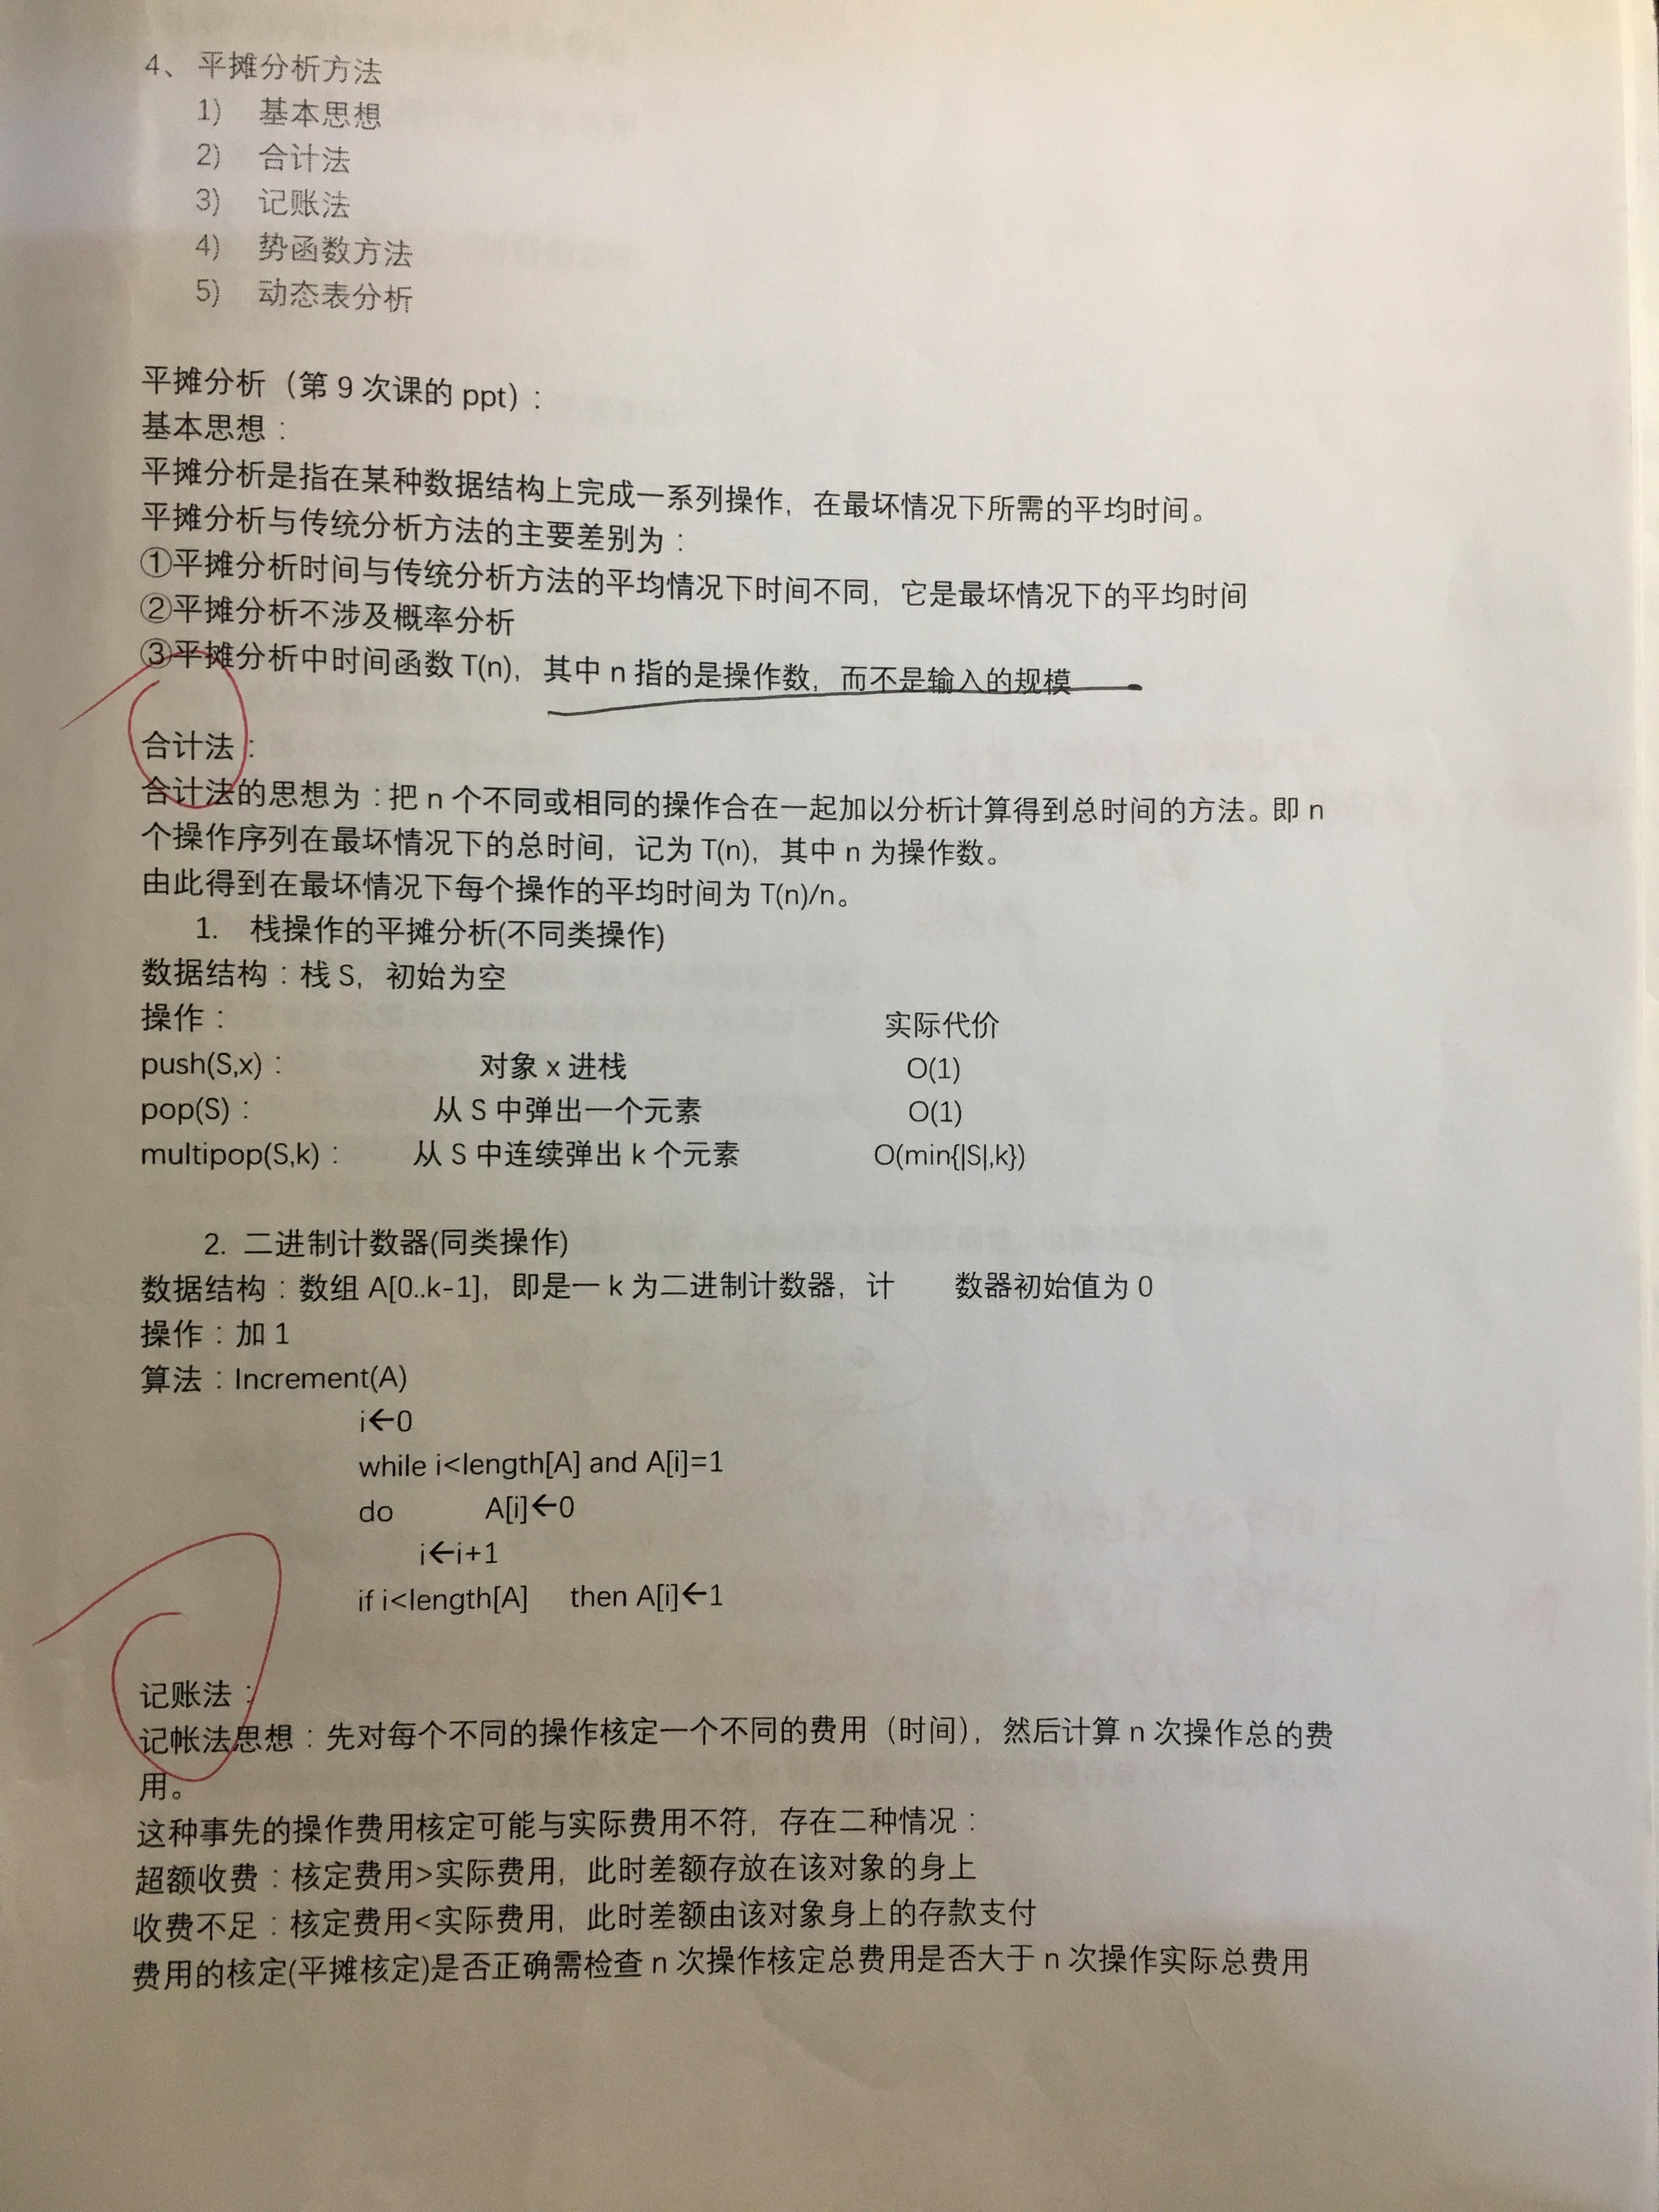 4、 平摊分析方法
1) 基本思想
2) 合计法
3) 记账法
4) 势函数方法
5) 动态表分析
平摊分析（第 9 次课的 ppt）：
基本思想：
平摊分析是指在某种数据结构上完成一系列操作，在最坏情况下所需的平均时间。
平摊分析与传统分析方法的主要差别为：
①平摊分析时间与传统分析方法的平均情况下时间不同，它是最坏情况下的平均时间
②平摊分析不涉及概率分析
③平摊分析中时间函数 T(n)，其中 n 指的是操作数，而不是输入的规模
合计法：
合计法的思想为：把 n 个不同或相同的操作合在一起加以分析计算得到总时间的方法。即 n
个操作序列在最坏情况下的总时间，记为 T(n)，其中 n 为操作数。
由此得到在最坏情况下每个操作的平均时间为 T(n)/n。
1. 栈操作的平摊分析(不同类操作)
数据结构：栈 S，初始为空
操作： 实际代价
push(S,x)： 对象 x 进栈 O(1)
pop(S)： 从 S 中弹出一个元素 O(1)
multipop(S,k)： 从 S 中连续弹出 k 个元素 O(min{|S|,k})
2. 二进制计数器(同类操作)
数据结构：数组 A[0..k-1]，即是一 k 为二进制计数器，计 数器初始值为 0
操作：加 1
算法：Increment(A)
i←0
while i<length[A] and A[i]=1
do A[i]←0
i←i+1
if i<length[A] then A[i]←1
记账法：
记帐法思想：先对每个不同的操作核定一个不同的费用（时间），然后计算 n 次操作总的费
用。
这种事先的操作费用核定可能与实际费用不符，存在二种情况：
超额收费：核定费用>实际费用，此时差额存放在该对象的身上
收费不足：核定费用<实际费用，此时差额由该对象身上的存款支付
费用的核定(平摊核定)是否正确需检查 n 次操作核定总费用是否大于 n 次操作实际总费用